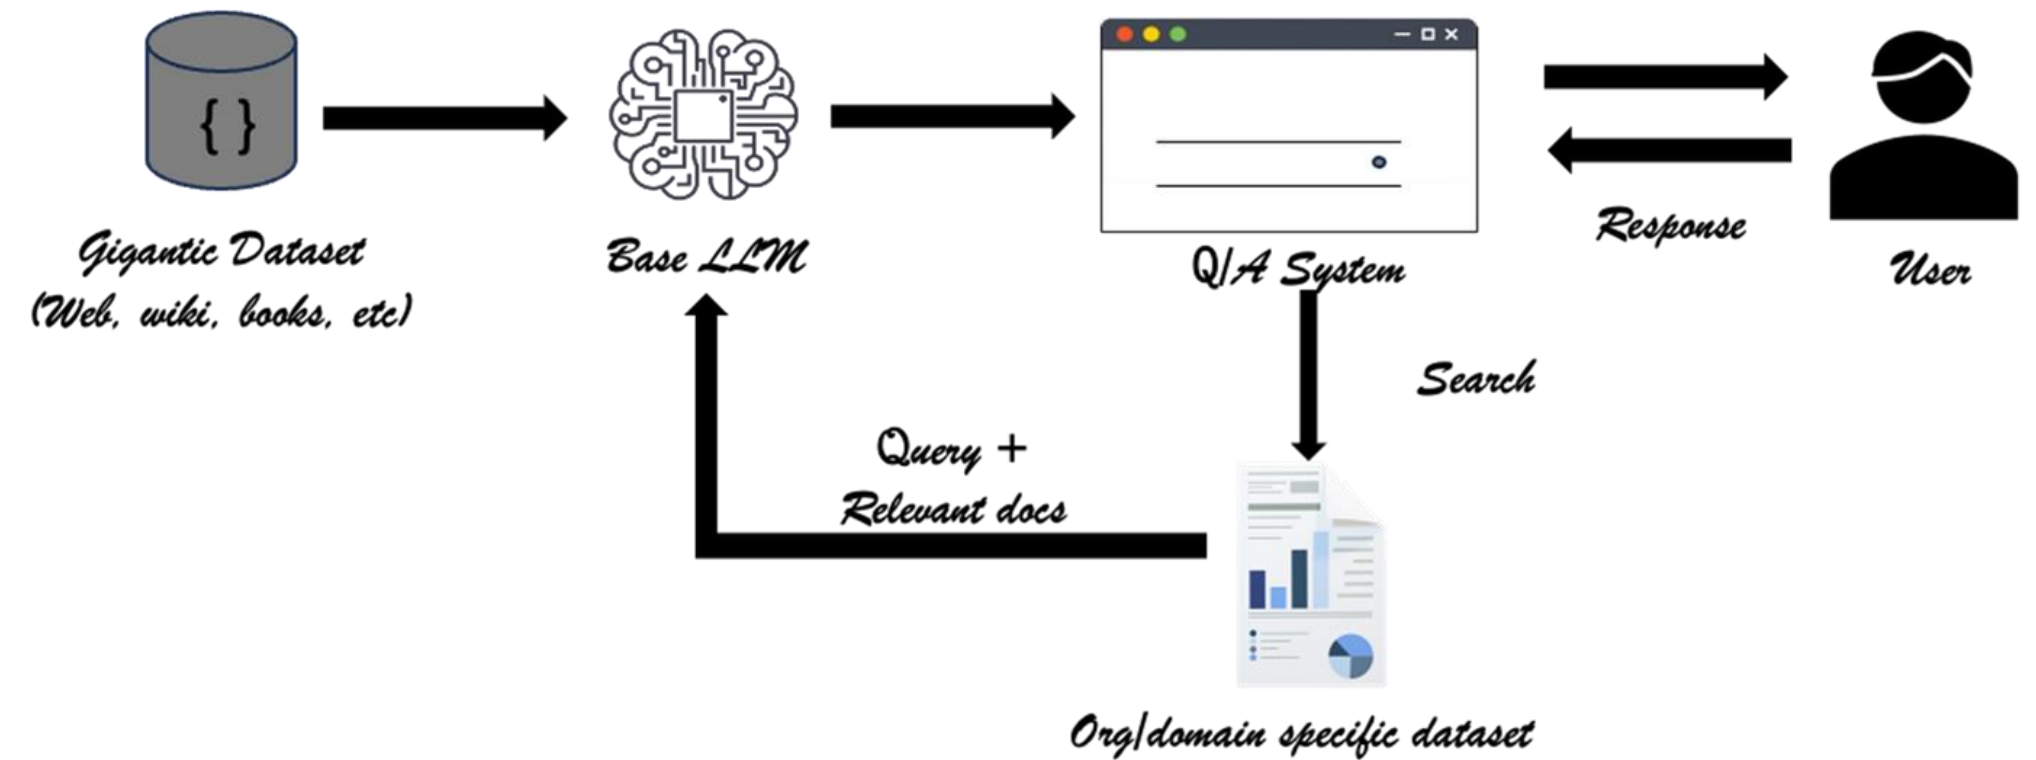 { }
Gigantic Dataset
(Web, wiki, books, etc)
Base LLM
Q/A System
Response
User
Search
Query +
Relevant docs
Org/domain specific dataset